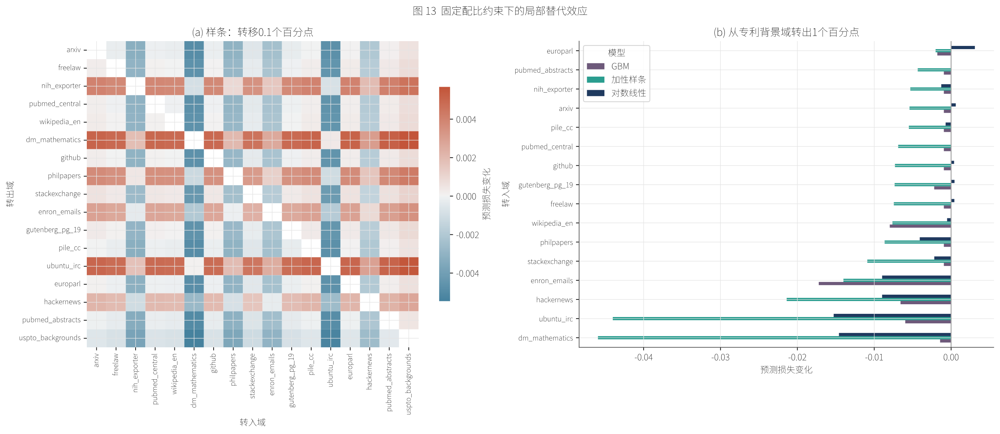 图 13 固定配比约束下的局部替代效应
(a) 样条：转移0.1个百分点
转出域
arxiv
freelaw
nih_exporter
pubmed_central
wikipedia_en
dm_mathematics
github
philpapers
stackexchange
enron_emails
gutenberg_pg_19
pile_cc
ubuntu_irc
europarl
hackernews
pubmed_abstracts
uspto_backgrounds
arxiv
freelaw
nih_exporter
pubmed_central
wikipedia_en
dm_mathematics
github
philpapers
stackexchange
enron_emails
gutenberg_pg_19
pile_cc
ubuntu_irc
europarl
hackernews
pubmed_abstracts
uspto_backgrounds
转入域
0.004
0.002
0.000
-0.002
-0.004
预测损失变化
(b) 从专利背景域转出1个百分点
模型
GBM
加性样条
对数线性
转入域
europarl
pubmed_abstracts
nih_exporter
arxiv
pile_cc
pubmed_central
github
gutenberg_pg_19
freelaw
wikipedia_en
philpapers
stackexchange
enron_emails
hackernews
ubuntu_irc
dm_mathematics
-0.04
-0.03
-0.02
-0.01
0.00
预测损失变化